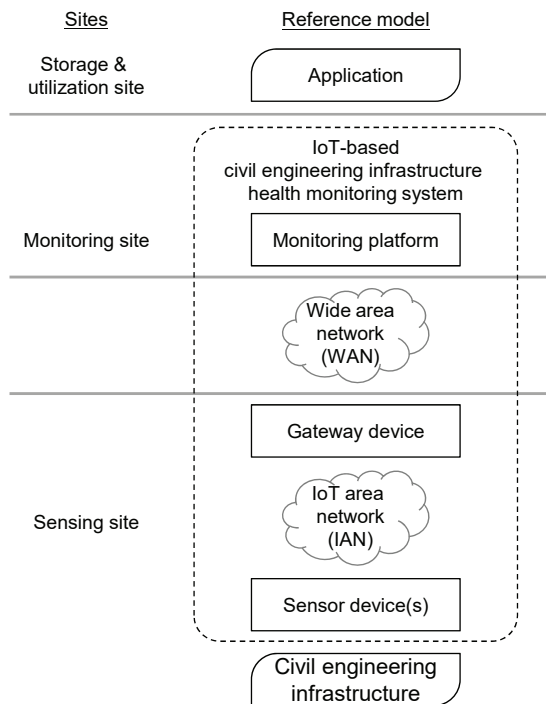 Sites Reference model
Storage &
utilization site
Application
IoT-based
civil engineering infrastructure
health monitoring system
Monitoring site
Monitoring platform
Wide area
network
(WAN)
Gateway device
IoT area
network
(IAN)
Sensing site
Sensor device(s)
Civil engineering
infrastructure